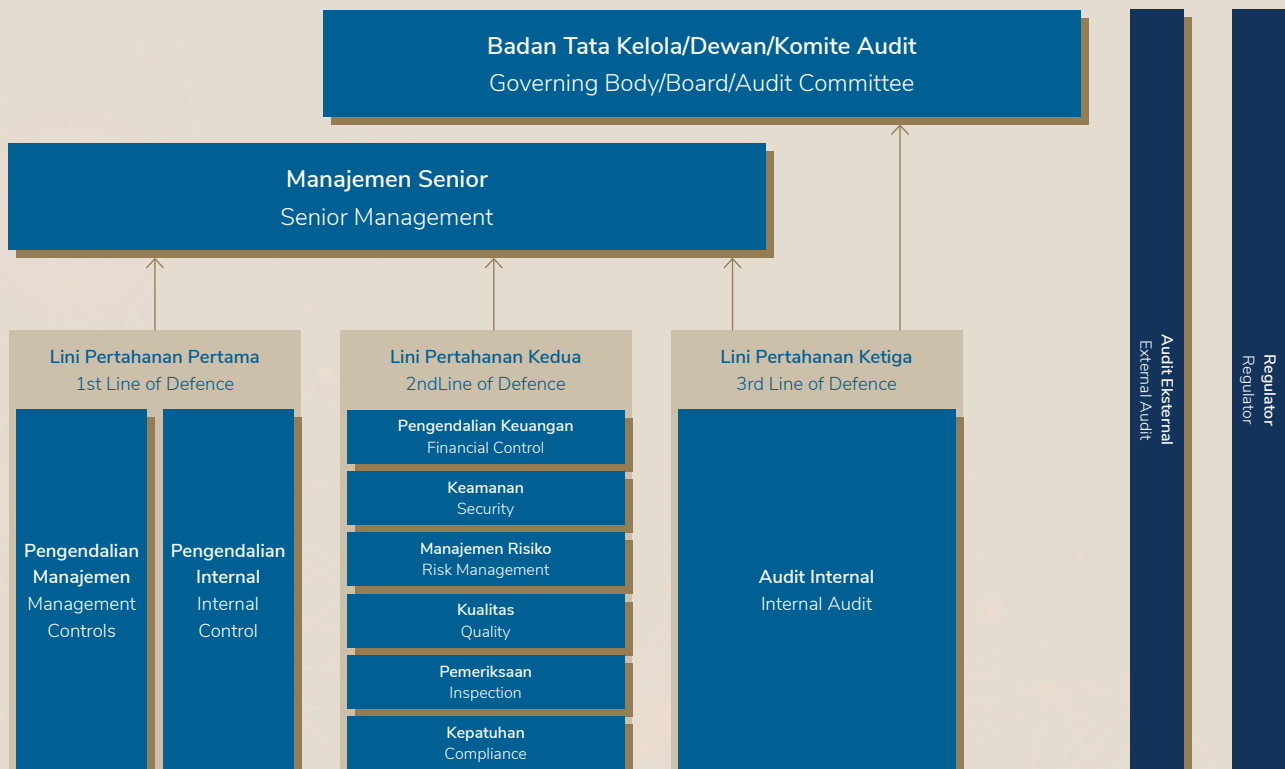 Badan Tata Kelola/Dewan/Komite Audit
Governing Body/Board/Audit Committee
Manajemen Senior
Senior Management
Lini Pertahanan Pertama
1st Line of Defence
Pengendalian
Manajemen
Management
Controls
Pengendalian
Internal
Internal
Control
Lini Pertahanan Kedua
2ndLine of Defence
Pengendalian Keuangan
Financial Control
Keamanan
Security
Manajemen Risiko
Risk Management
Kualitas
Quality
Pemeriksaan
Inspection
Kepatuhan
Compliance
Lini Pertahanan Ketiga
3rd Line of Defence
Audit Internal
Internal Audit
Audit Eksternal
External Audit
Regulator
Regulator